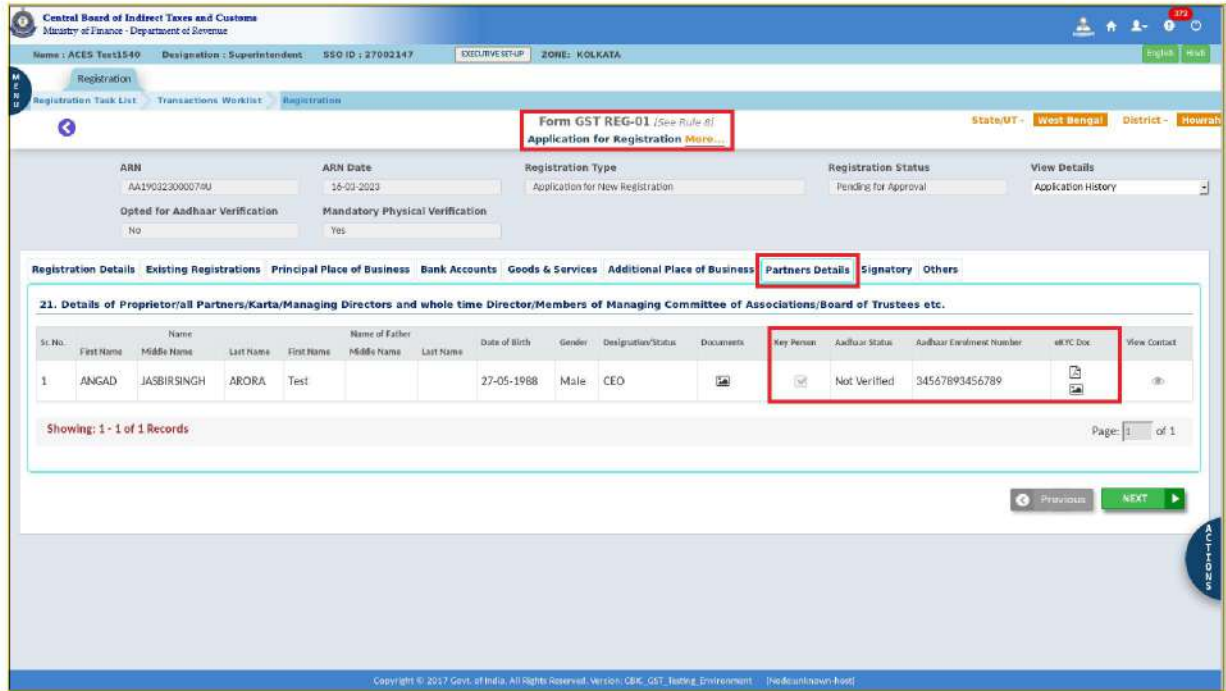 Central Board of Indirect Taxes and Customs
Ministry of Finance - Department of Revenue
372
Name : ACES Test1540 Designation : Superintendent SSO ID : 27002147 EXECUTIVE SET-UP ZONE: KOLKATA English Hindi
MENU
Registration
Registration Task List Transactions Worklist Registration
Form GST REG-01 [See Rule 8]
Application for Registration More...
State/UT - West Bengal District - Howrah
ARN ARN Date Registration Type Registration Status View Details
AA190323000074U 16-03-2023 Application for New Registration Pending for Approval Application History
Opted for Aadhaar Verification Mandatory Physical Verification
No Yes
Registration Details Existing Registrations Principal Place of Business Bank Accounts Goods & Services Additional Place of Business Partners Details Signatory Others
21. Details of Proprietor/all Partners/Karta/Managing Directors and whole time Director/Members of Managing Committee of Associations/Board of Trustees etc.
Name Name of Father
Sr. No. Date of Birth Gender Designation/Status Documents Key Person Aadhaar Status Aadhaar Enrolment Number eKYC Doc View Contact
First Name Middle Name Last Name First Name Middle Name Last Name
1 ANGAD JASBIRSINGH ARORA Test 27-05-1988 Male CEO Not Verified 34567893456789
Showing: 1 - 1 of 1 Records Page: 1 of 1
Previous NEXT
ACTIONS
Copyright © 2017 Govt. of India, All Rights Reserved. Version: CBIC_GST_Testing_Environment [Node:unknown-host]